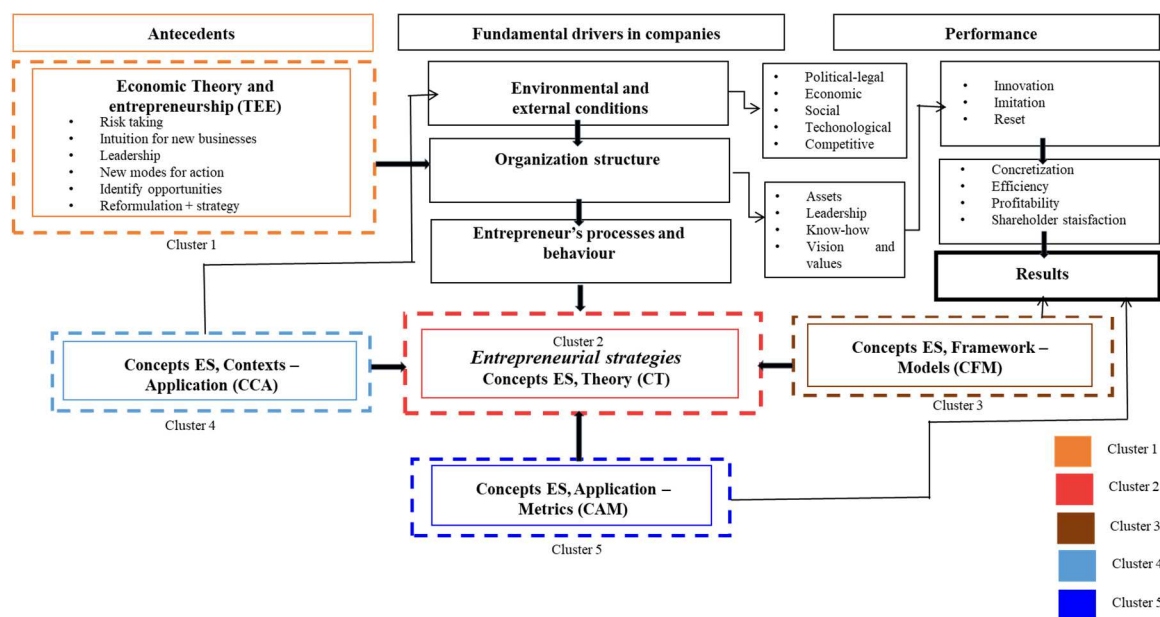 Antecedents
Fundamental drivers in companies
Performance
Economic Theory and
entrepreneurship (TEE)
• Risk taking
• Intuition for new businesses
• Leadership
• New modes for action
• Identify opportunities
• Reformulation + strategy
Cluster 1
Environmental and
external conditions
Organization structure
Entrepreneur's processes and
behaviour
• Political-legal
• Economic
• Social
• Techonological
• Competitive
• Assets
• Leadership
• Know-how
• Vision and
values
• Innovation
• Imitation
• Reset
• Concretization
• Efficiency
• Profitability
• Shareholder staisfaction
Results
Concepts ES, Contexts –
Application (CCA)
Cluster 4
Cluster 2
Entrepreneurial strategies
Concepts ES, Theory (CT)
Concepts ES, Framework –
Models (CFM)
Cluster 3
Concepts ES, Application –
Metrics (CAM)
Cluster 5
Cluster 1
Cluster 2
Cluster 3
Cluster 4
Cluster 5